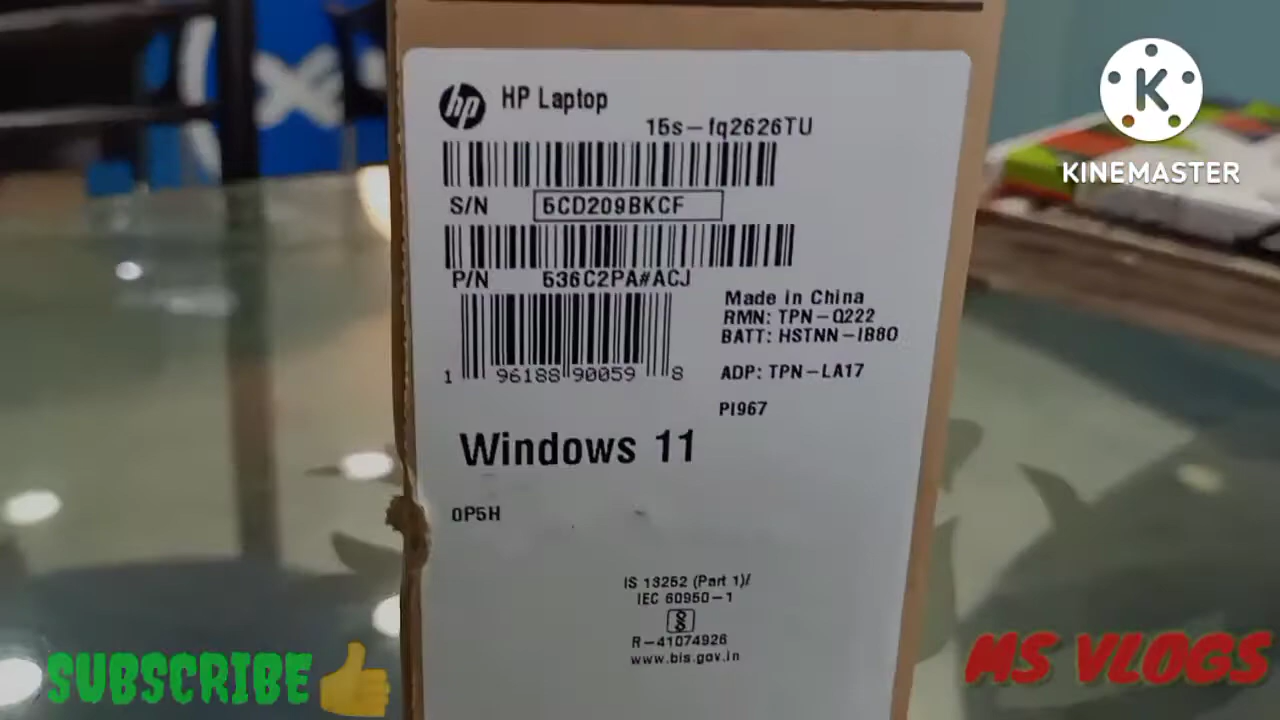 hp HP Laptop
15s-fq2626TU
S/N 5CD209BKCF
P/N 536C2PA#ACJ
1 96188 90059 8
Made in China
RMN: TPN-Q222
BATT: HSTNN-IB8O
ADP: TPN-LA17
PI967
Windows 11
0P5H
IS 13252 (Part 1)/
IEC 60950-1
R-41074926
www.bis.gov.in
K
KINEMASTER
SUBSCRIBE
MS VLOGS